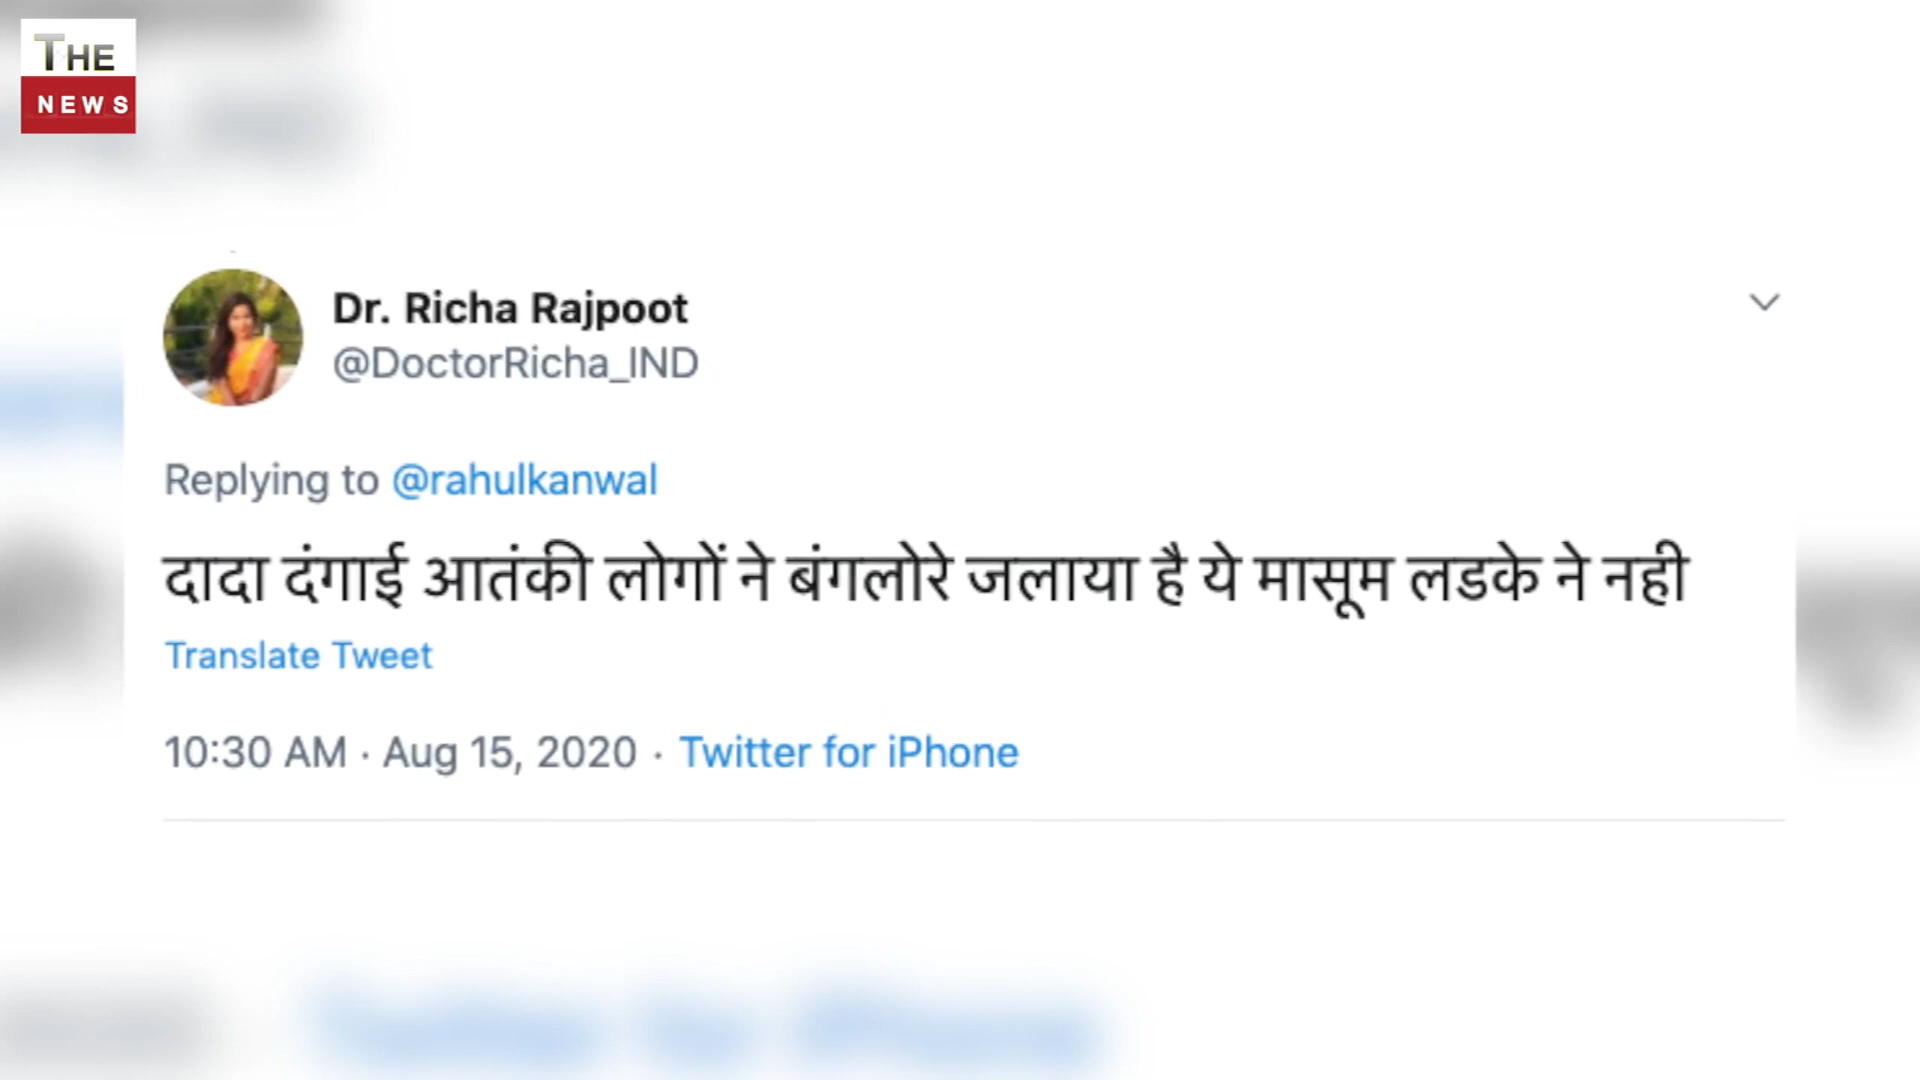 THE
NEWS
Dr. Richa Rajpoot
@DoctorRicha_IND
Replying to @rahulkanwal
दादा दंगाई आतंकी लोगों ने बंगलोरे जलाया है ये मासूम लडके ने नही
Translate Tweet
10:30 AM · Aug 15, 2020 · Twitter for iPhone